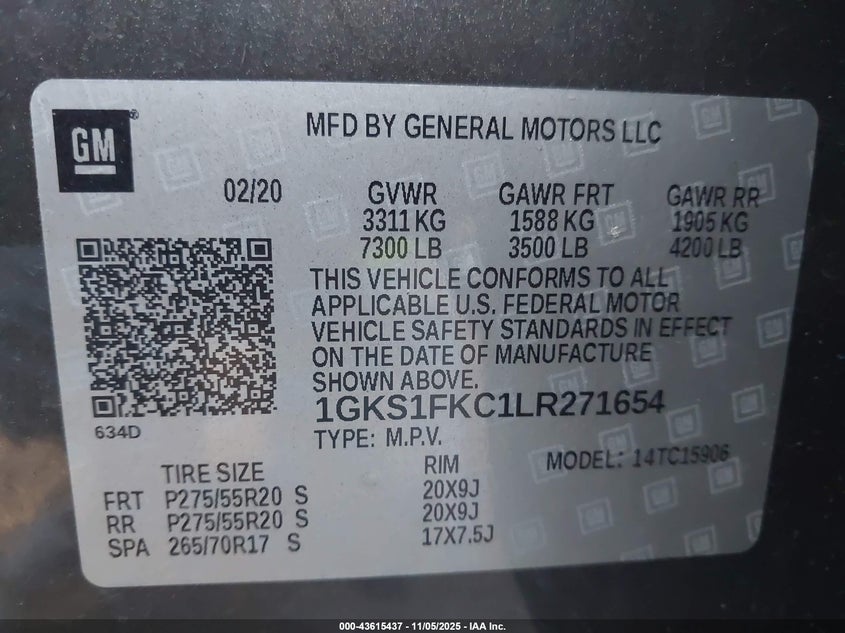 GM
MFD BY GENERAL MOTORS LLC
02/20 GVWR GAWR FRT GAWR RR
3311 KG 1588 KG 1905 KG
7300 LB 3500 LB 4200 LB
THIS VEHICLE CONFORMS TO ALL
APPLICABLE U.S. FEDERAL MOTOR
VEHICLE SAFETY STANDARDS IN EFFECT
ON THE DATE OF MANUFACTURE
SHOWN ABOVE.
1GKS1FKC1LR271654
634D
TYPE: M.P.V.
MODEL: 14TC15906
TIRE SIZE RIM
FRT P275/55R20 S 20X9J
RR P275/55R20 S 20X9J
SPA 265/70R17 S 17X7.5J
000-43615437 - 11/05/2025 - IAA Inc.